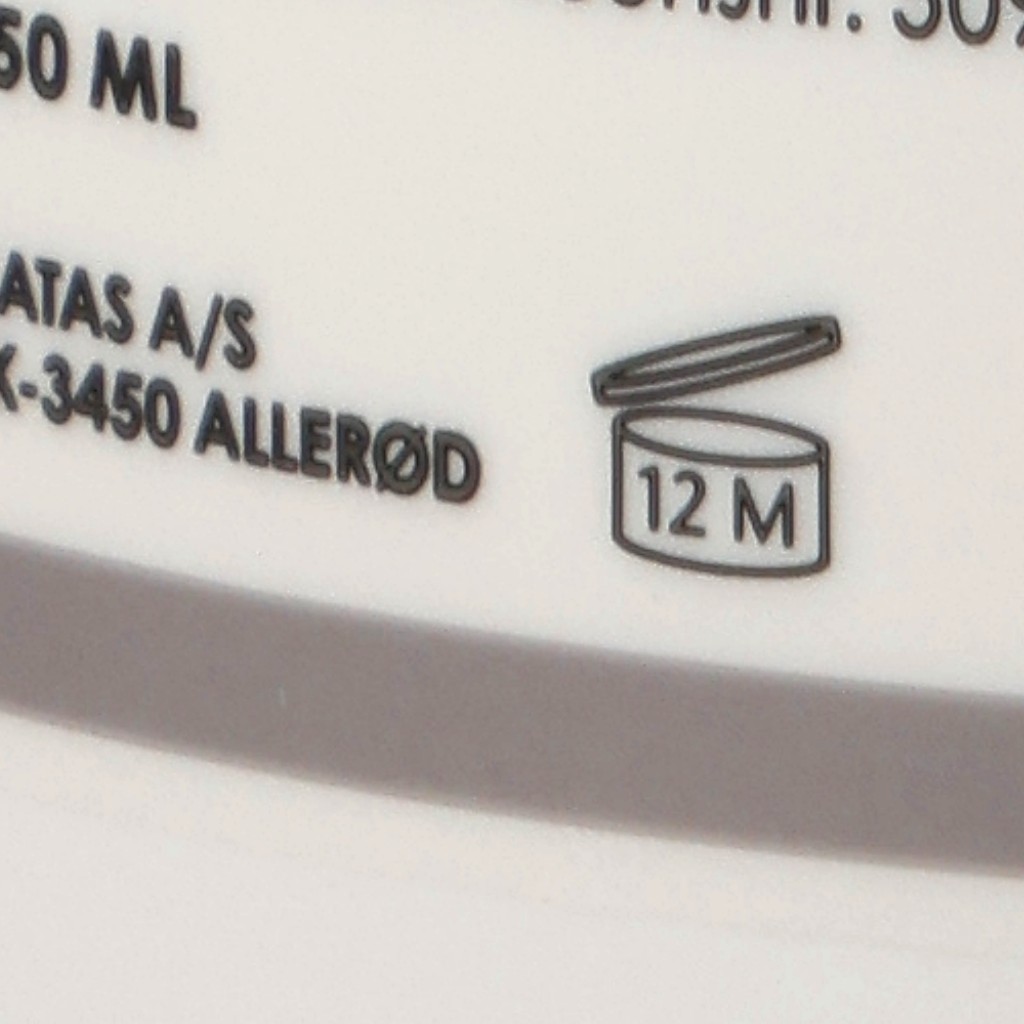 50 ML
ATAS A/S
K-3450 ALLERØD
12 M